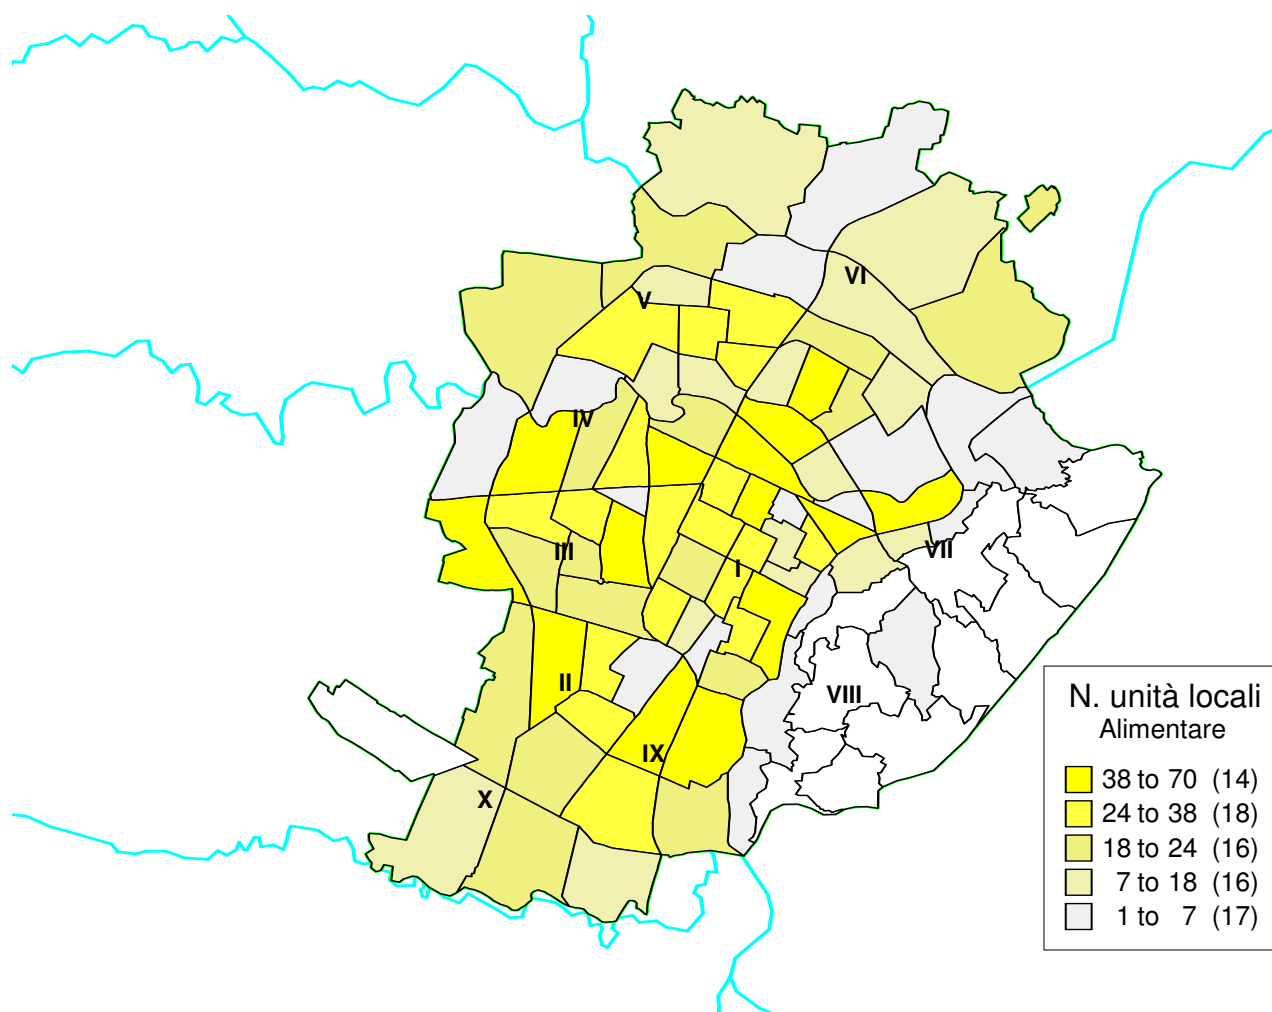 VI
V
IV
III
VII
I
II
VIII
IX
X
N. unità locali
Alimentare
38 to 70 (14)
24 to 38 (18)
18 to 24 (16)
7 to 18 (16)
1 to 7 (17)